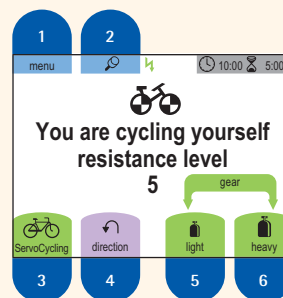 1 2
menu 10:00 5:00
You are cycling yourself
resistance level
5
gear
ServoCycling direction light heavy
3 4 5 6